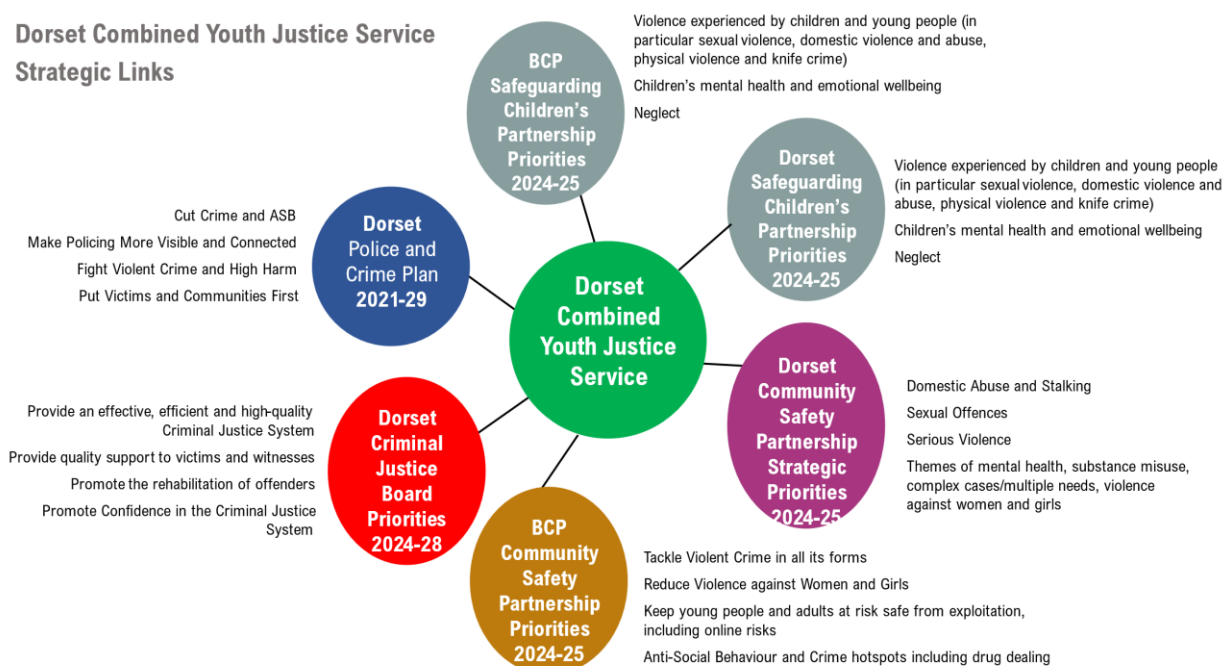 Dorset Combined Youth Justice Service
Strategic Links
BCP
Safeguarding
Children's
Partnership
Priorities
2024-25
Violence experienced by children and young people (in
particular sexual violence, domestic violence and abuse,
physical violence and knife crime)
Children's mental health and emotional wellbeing
Neglect
Dorset
Safeguarding
Children's
Partnership
Priorities
2024-25
Violence experienced by children and young people
(in particular sexual violence, domestic violence and
abuse, physical violence and knife crime)
Children's mental health and emotional wellbeing
Neglect
Cut Crime and ASB
Make Policing More Visible and Connected
Fight Violent Crime and High Harm
Put Victims and Communities First
Dorset
Police and
Crime Plan
2021-29
Dorset
Combined
Youth Justice
Service
Dorset
Community
Safety
Partnership
Strategic
Priorities
2024-25
Domestic Abuse and Stalking
Sexual Offences
Serious Violence
Themes of mental health, substance misuse,
complex cases/multiple needs, violence
against women and girls
Provide an effective, efficient and high-quality
Criminal Justice System
Provide quality support to victims and witnesses
Promote the rehabilitation of offenders
Promote Confidence in the Criminal Justice
System
Dorset
Criminal
Justice
Board
Priorities
2024-28
BCP
Community
Safety
Partnership
Priorities
2024-25
Tackle Violent Crime in all its forms
Reduce Violence against Women and Girls
Keep young people and adults at risk safe from exploitation,
including online risks
Anti-Social Behaviour and Crime hotspots including drug dealing